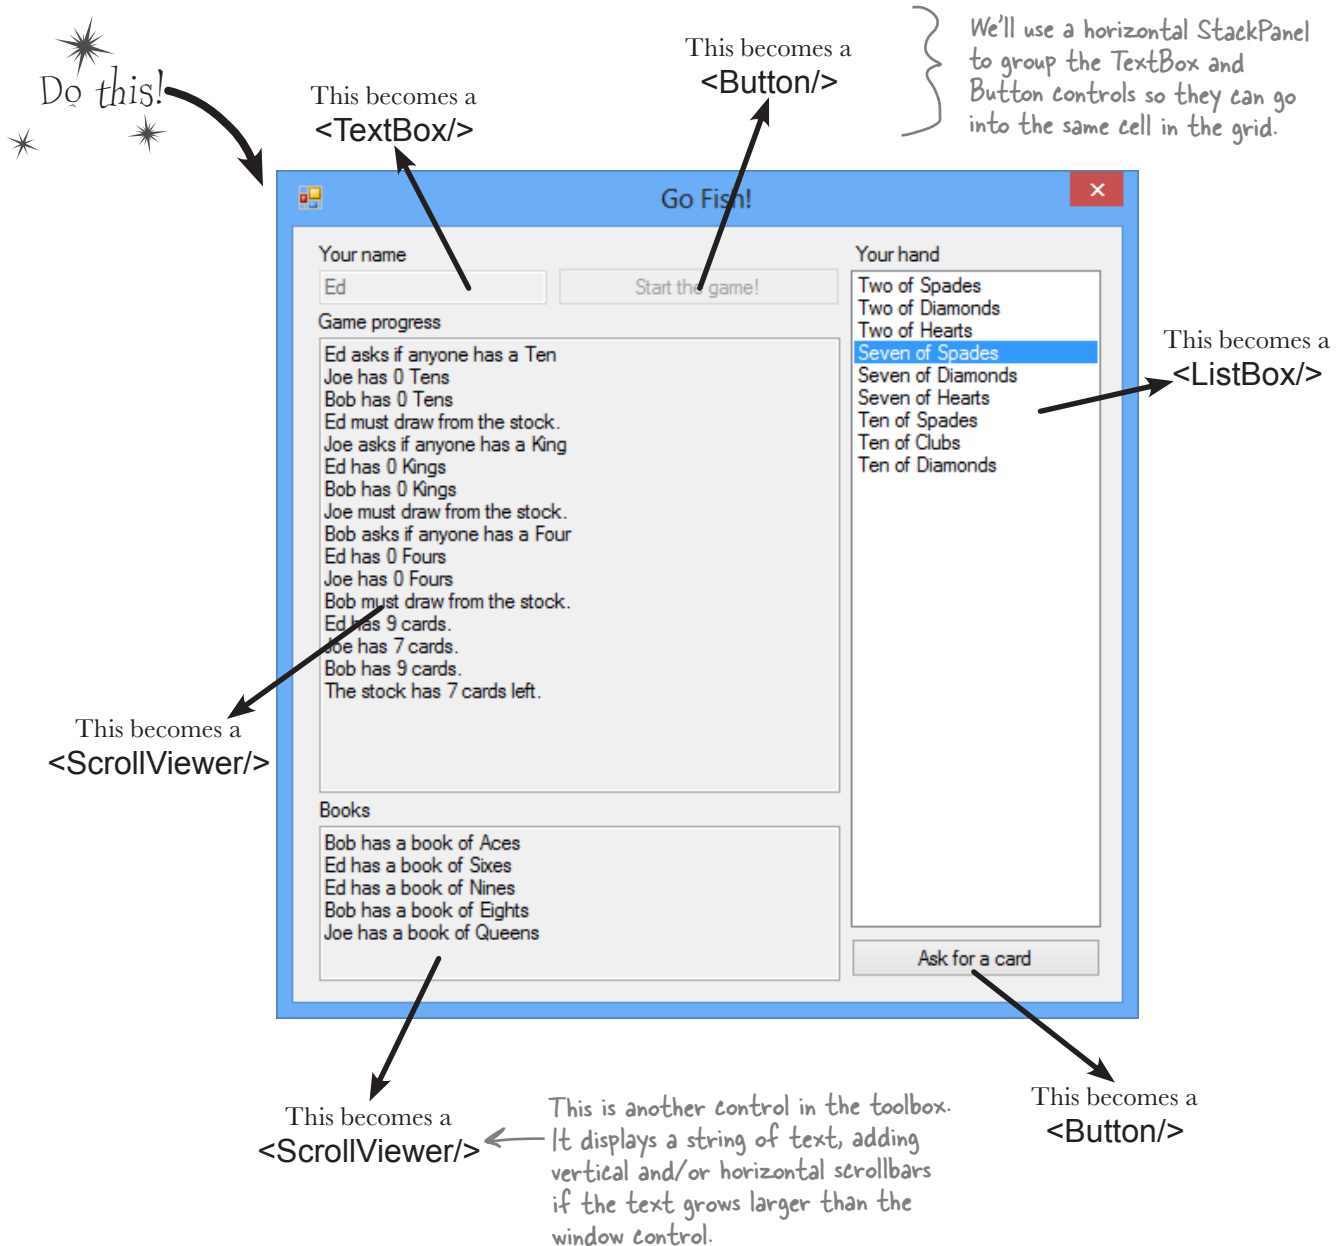 Do this!
This becomes a
<TextBox/>
This becomes a
<Button/>
We'll use a horizontal StackPanel
to group the TextBox and
Button controls so they can go
into the same cell in the grid.
Go Fish!
Your name
Ed
Start the game!
Game progress
Ed asks if anyone has a Ten
Joe has 0 Tens
Bob has 0 Tens
Ed must draw from the stock.
Joe asks if anyone has a King
Ed has 0 Kings
Bob has 0 Kings
Joe must draw from the stock.
Bob asks if anyone has a Four
Ed has 0 Fours
Joe has 0 Fours
Bob must draw from the stock.
Ed has 9 cards.
Joe has 7 cards.
Bob has 9 cards.
The stock has 7 cards left.
Books
Bob has a book of Aces
Ed has a book of Sixes
Ed has a book of Nines
Bob has a book of Eights
Joe has a book of Queens
Your hand
Two of Spades
Two of Diamonds
Two of Hearts
Seven of Spades
Seven of Diamonds
Seven of Hearts
Ten of Spades
Ten of Clubs
Ten of Diamonds
Ask for a card
This becomes a
<ListBox/>
This becomes a
<ScrollViewer/>
This becomes a
<ScrollViewer/>
This is another control in the toolbox.
It displays a string of text, adding
vertical and/or horizontal scrollbars
if the text grows larger than the
window control.
This becomes a
<Button/>